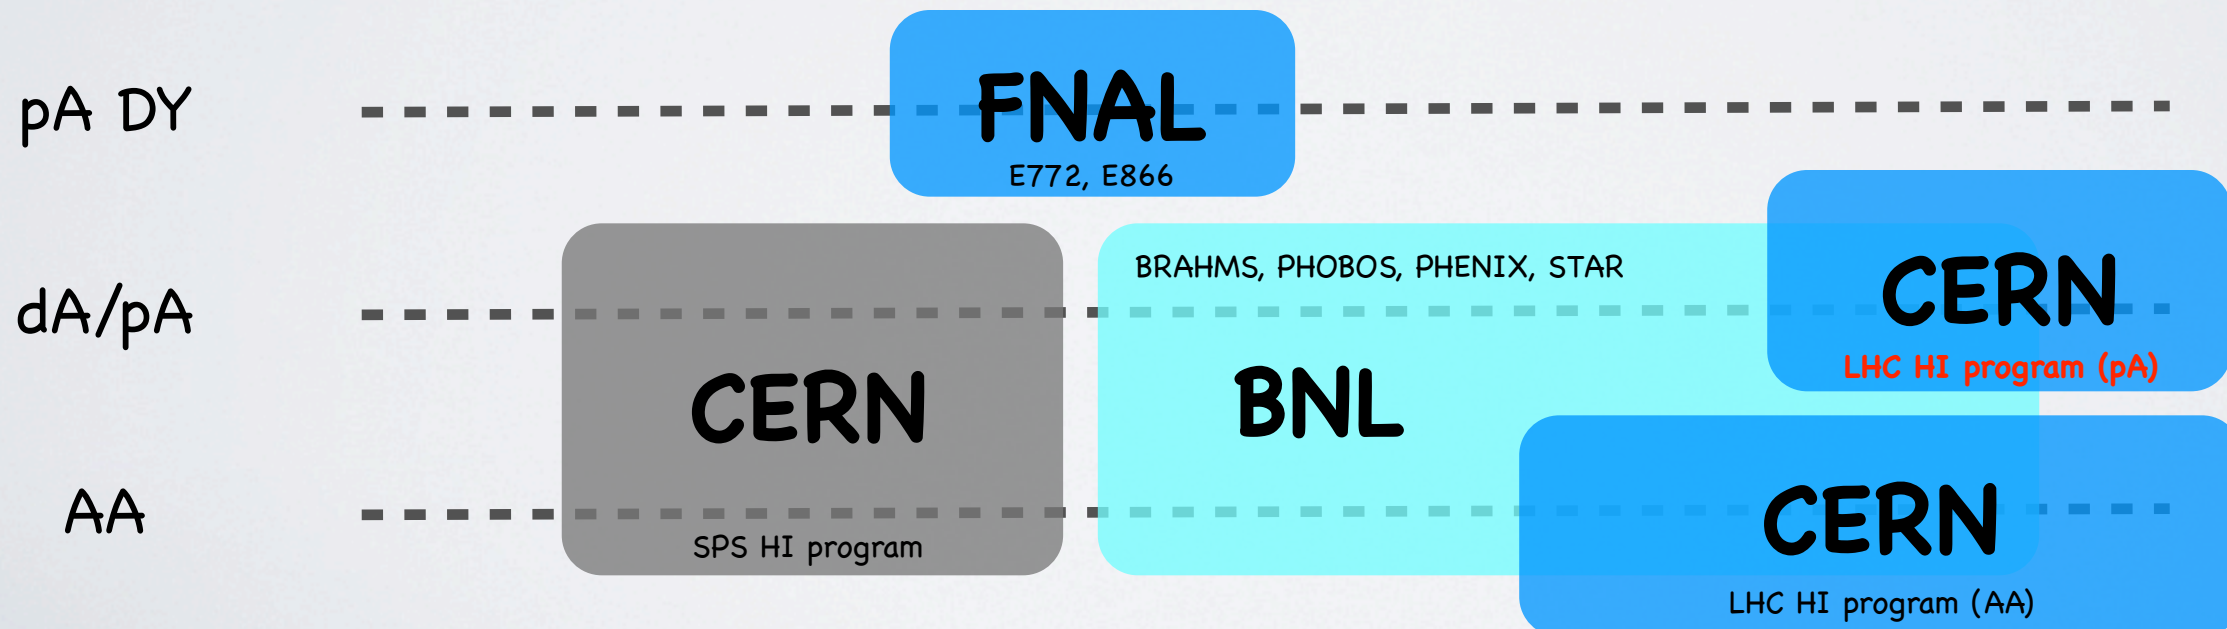 pA DY
FNAL
E772, E866
dA/pA
BRAHMS, PHOBOS, PHENIX, STAR
CERN
LHC HI program (pA)
CERN
BNL
AA
SPS HI program
CERN
LHC HI program (AA)